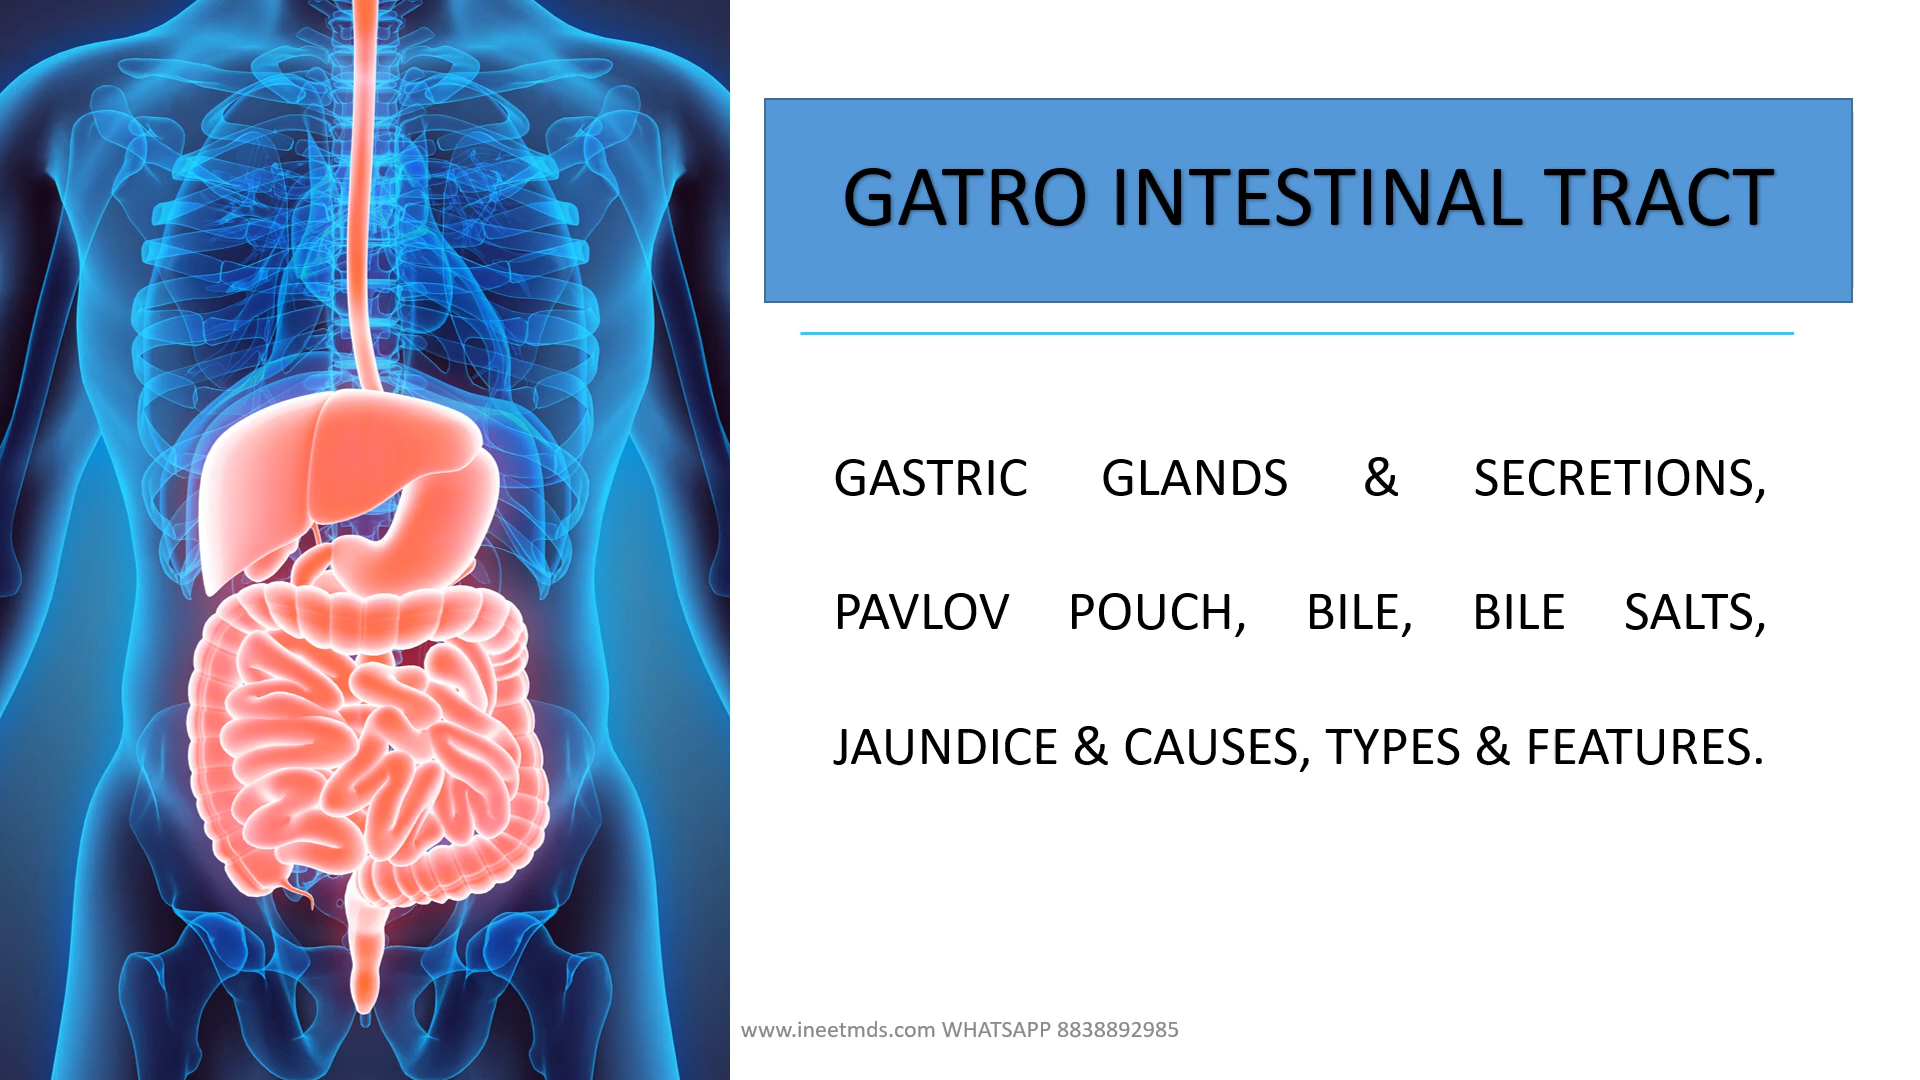 GATRO INTESTINAL TRACT
GASTRIC GLANDS & SECRETIONS,
PAVLOV POUCH, BILE, BILE SALTS,
JAUNDICE & CAUSES, TYPES & FEATURES.
www.ineetmds.com WHATSAPP 8838892985